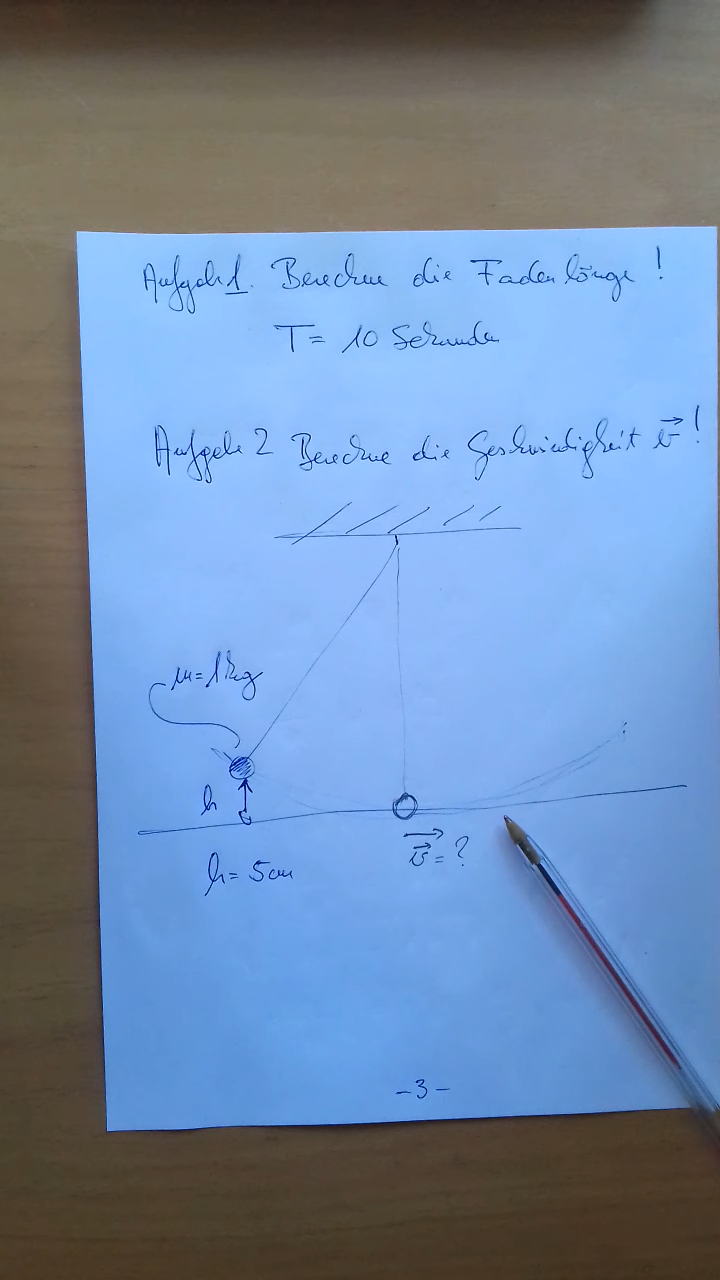 Aufgabe 1. Berechne die Fadenlänge!
T = 10 Sekunden
Aufgabe 2 Berechne die Geschwindigkeit v⃗!
m = 1kg
h
h = 5cm
v⃗ = ?
-3-